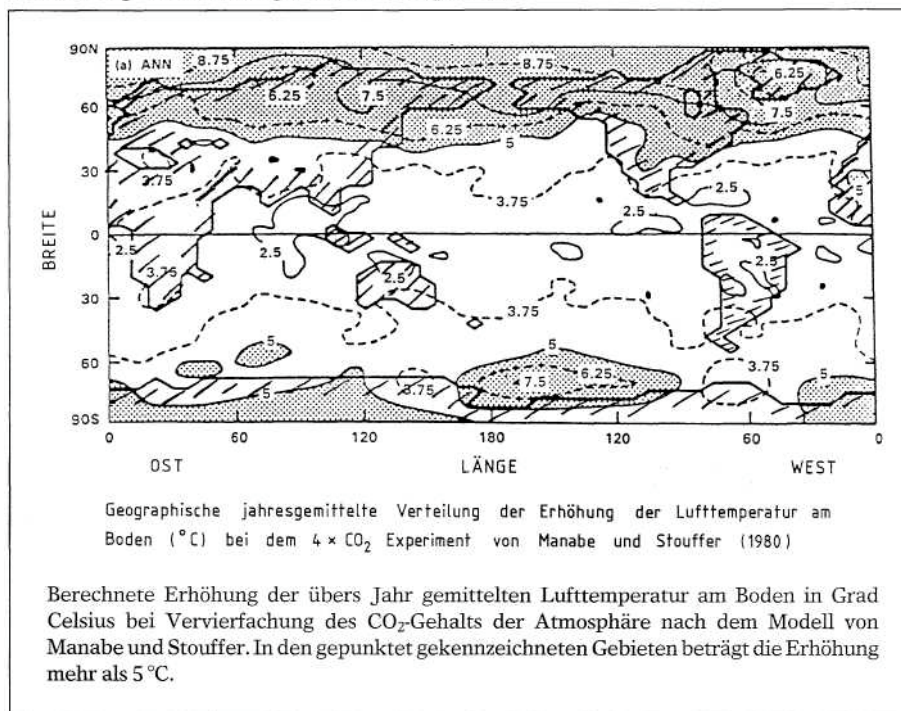 90N
(a) ANN
8.75
8.75
6.25
6.25
7.5
7.5
60
6.25
5
30
3.75
3.75
2.5
5
2.5
BREITE
0
2.5
2.5
3.75
2.5
2.5
30
3.75
5
5
60
3.75
6.25
3.75
5
5
7.5
90S
0 60 120 180 120 60 0
OST LÄNGE WEST
Geographische jahresgemittelte Verteilung der Erhöhung der Lufttemperatur am
Boden (°C) bei dem 4 × CO₂ Experiment von Manabe und Stouffer (1980)
Berechnete Erhöhung der übers Jahr gemittelten Lufttemperatur am Boden in Grad
Celsius bei Vervierfachung des CO₂-Gehalts der Atmosphäre nach dem Modell von
Manabe und Stouffer. In den gepunktet gekennzeichneten Gebieten beträgt die Erhöhung
mehr als 5 °C.